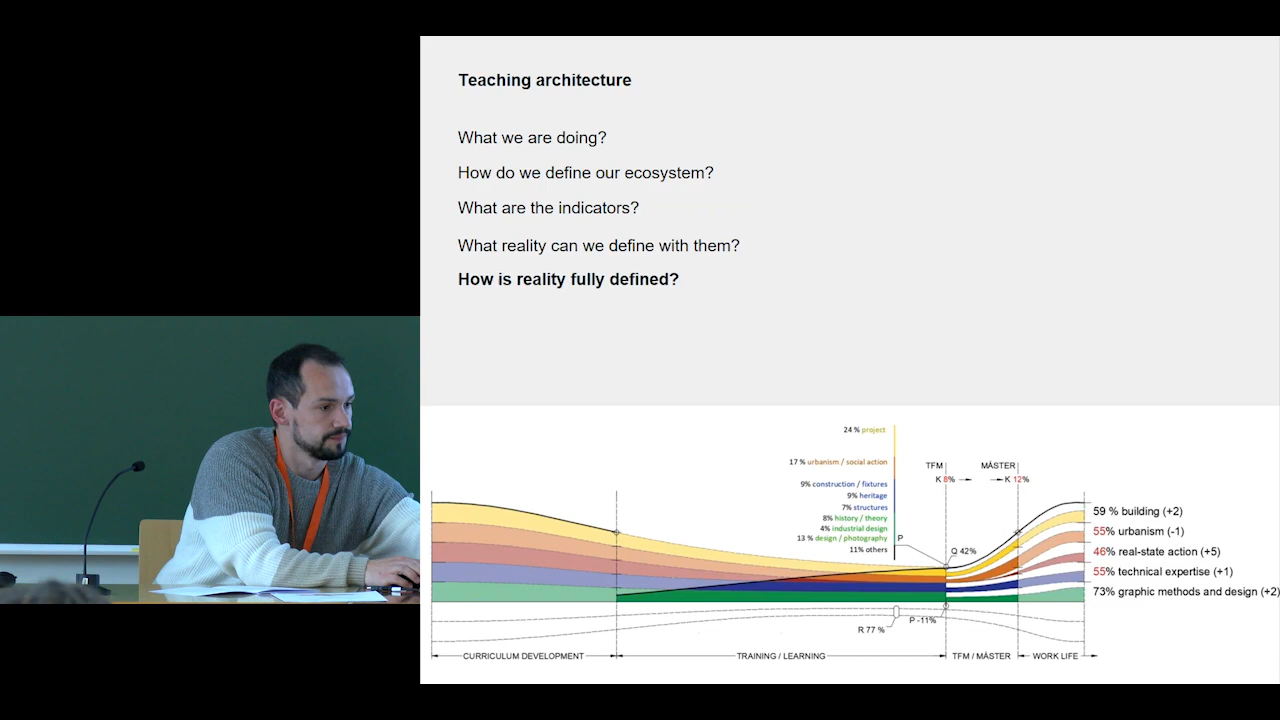 Teaching architecture
What we are doing?
How do we define our ecosystem?
What are the indicators?
What reality can we define with them?
How is reality fully defined?
24 % project
17 % urbanism / social action
9% construction / fixtures
9% heritage
7% structures
8% history / theory
4% industrial design
13 % design / photography
11% others
TFM
K 8%
MÁSTER
K 12%
P
Q 42%
R 77 %
P -11%
59 % building (+2)
55% urbanism (-1)
46% real-state action (+5)
55% technical expertise (+1)
73% graphic methods and design (+2)
CURRICULUM DEVELOPMENT
TRAINING / LEARNING
TFM / MÁSTER
WORK LIFE